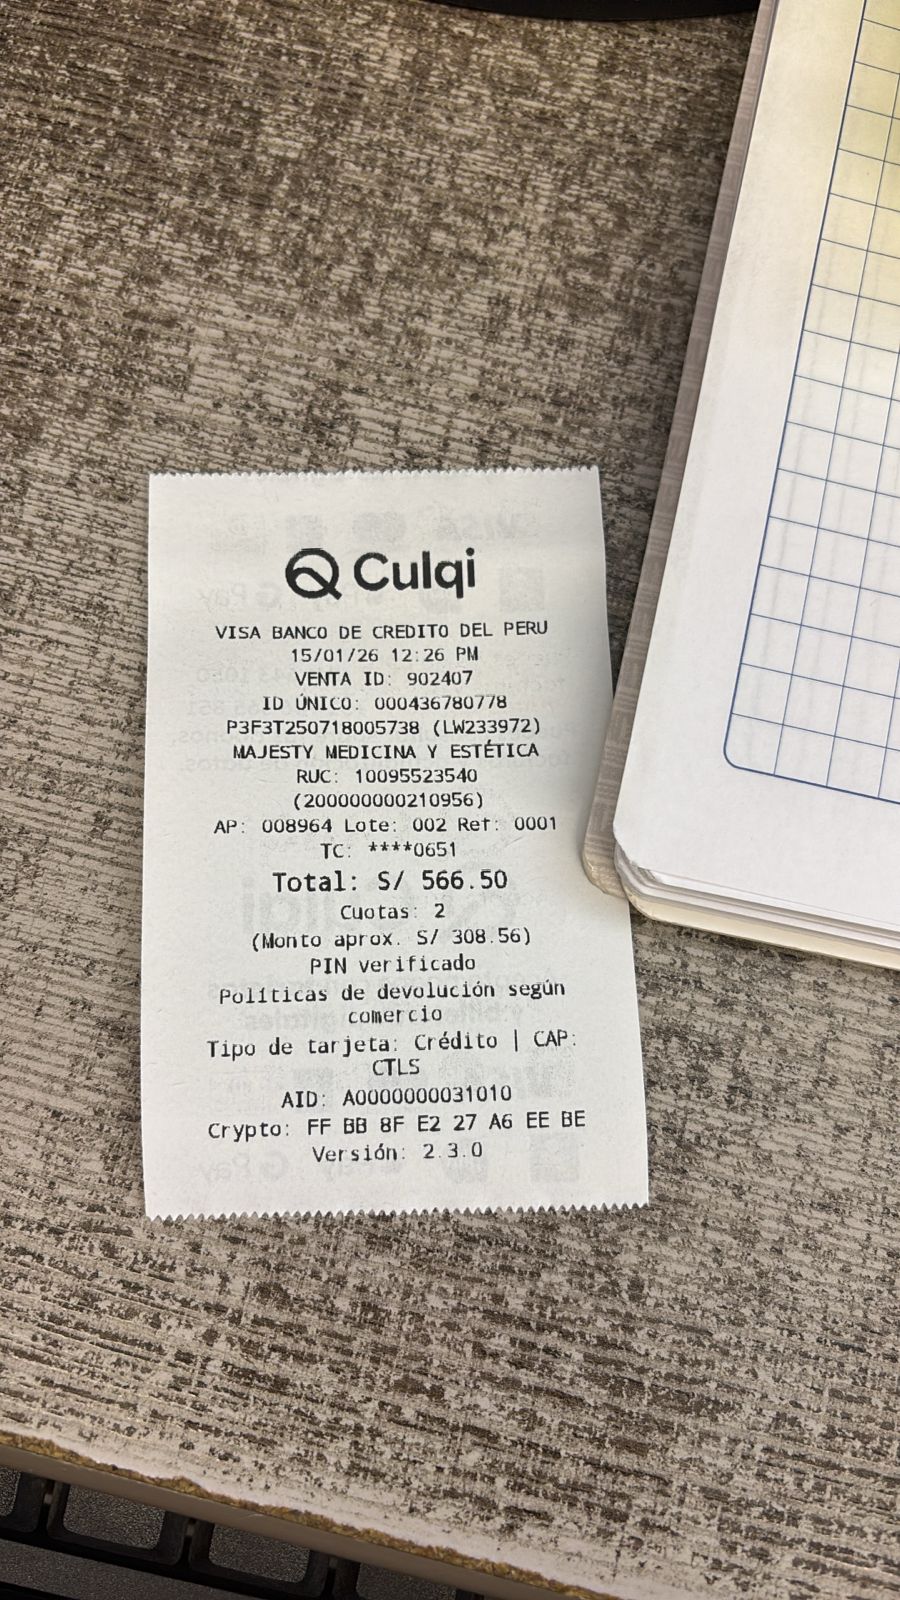 Culqi
VISA BANCO DE CREDITO DEL PERU
15/01/26 12:26 PM
VENTA ID: 902407
ID ÚNICO: 000436780778
P3F3T250718005738 (LW233972)
MAJESTY MEDICINA Y ESTÉTICA
RUC: 10095523540
(200000000210956)
AP: 008964 Lote: 002 Ref: 0001
TC: ****0651
Total: S/ 566.50
Cuotas: 2
(Monto aprox. S/ 308.56)
PIN verificado
Políticas de devolución según
comercio
Tipo de tarjeta: Crédito | CAP:
CTLS
AID: A0000000031010
Crypto: FF BB 8F E2 27 A6 EE BE
Versión: 2.3.0